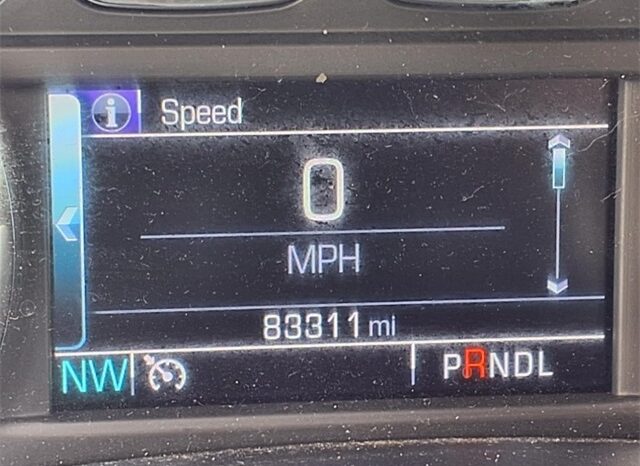 i Speed
0
MPH
83311 mi
NW PRNDL